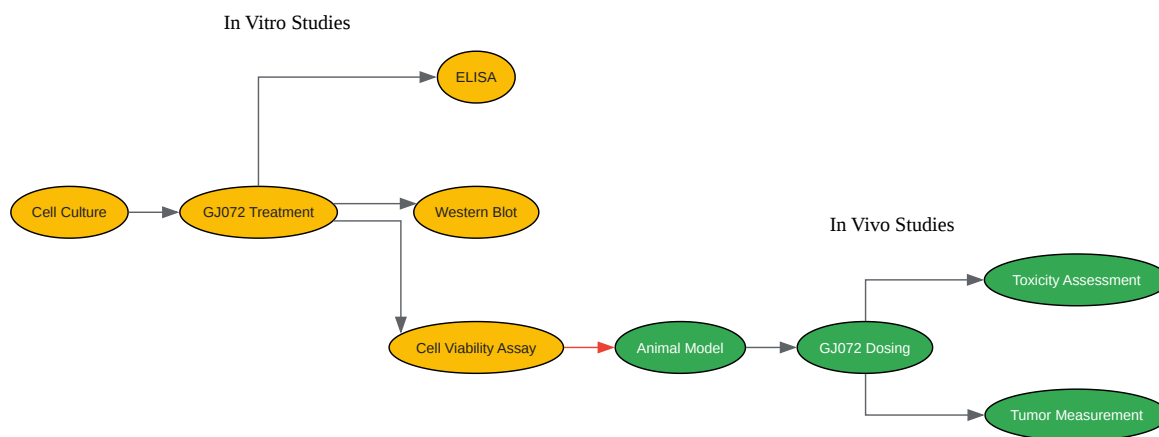 In Vitro Studies
ELISA
Cell Culture
GJ072 Treatment
Western Blot
In Vivo Studies
Toxicity Assessment
Cell Viability Assay
Animal Model
GJ072 Dosing
Tumor Measurement